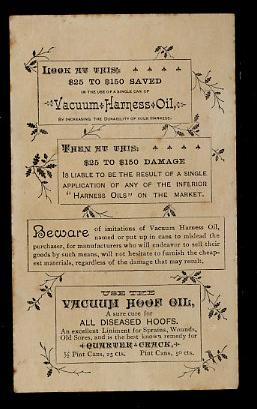 LOOK AT THIS:
$25 TO $150 SAVED
IN THE USE OF A SINGLE CAN OF
Vacuum Harness Oil,
BY INCREASING THE DURABILITY OF YOUR HARNESS.
THEN AT THIS:
$25 TO $150 DAMAGE
IS LIABLE TO BE THE RESULT OF A SINGLE
APPLICATION OF ANY OF THE INFERIOR
"HARNESS OILS" ON THE MARKET.
Beware of imitations of Vacuum Harness Oil,
named or put up in cans to mislead the
purchaser, for manufacturers who will endeavor to sell their
goods by such means, will not hesitate to furnish the cheap-
est materials, regardless of the damage that may result.
USE THE
VACUUM HOOF OIL,
A sure cure for
ALL DISEASED HOOFS.
An excellent Liniment for Sprains, Wounds,
Old Sores, and is the best known remedy for
QUARTER CRACK,
½ Pint Cans, 25 cts. Pint Cans, 50 cts.